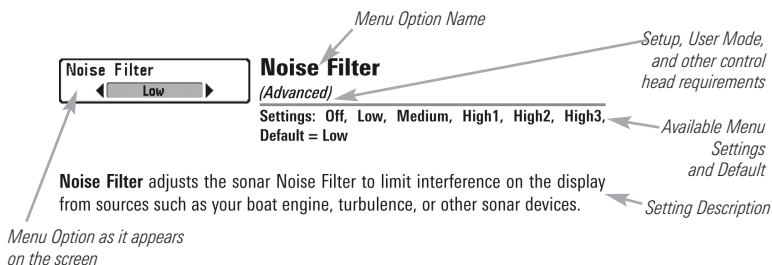 Menu Option Name
Setup, User Mode,
and other control
head requirements
Noise Filter
Low
Noise Filter
(Advanced)
Settings: Off, Low, Medium, High1, High2, High3,
Default = Low
Available Menu
Settings
and Default
Noise Filter adjusts the sonar Noise Filter to limit interference on the display
from sources such as your boat engine, turbulence, or other sonar devices.
Setting Description
Menu Option as it appears
on the screen